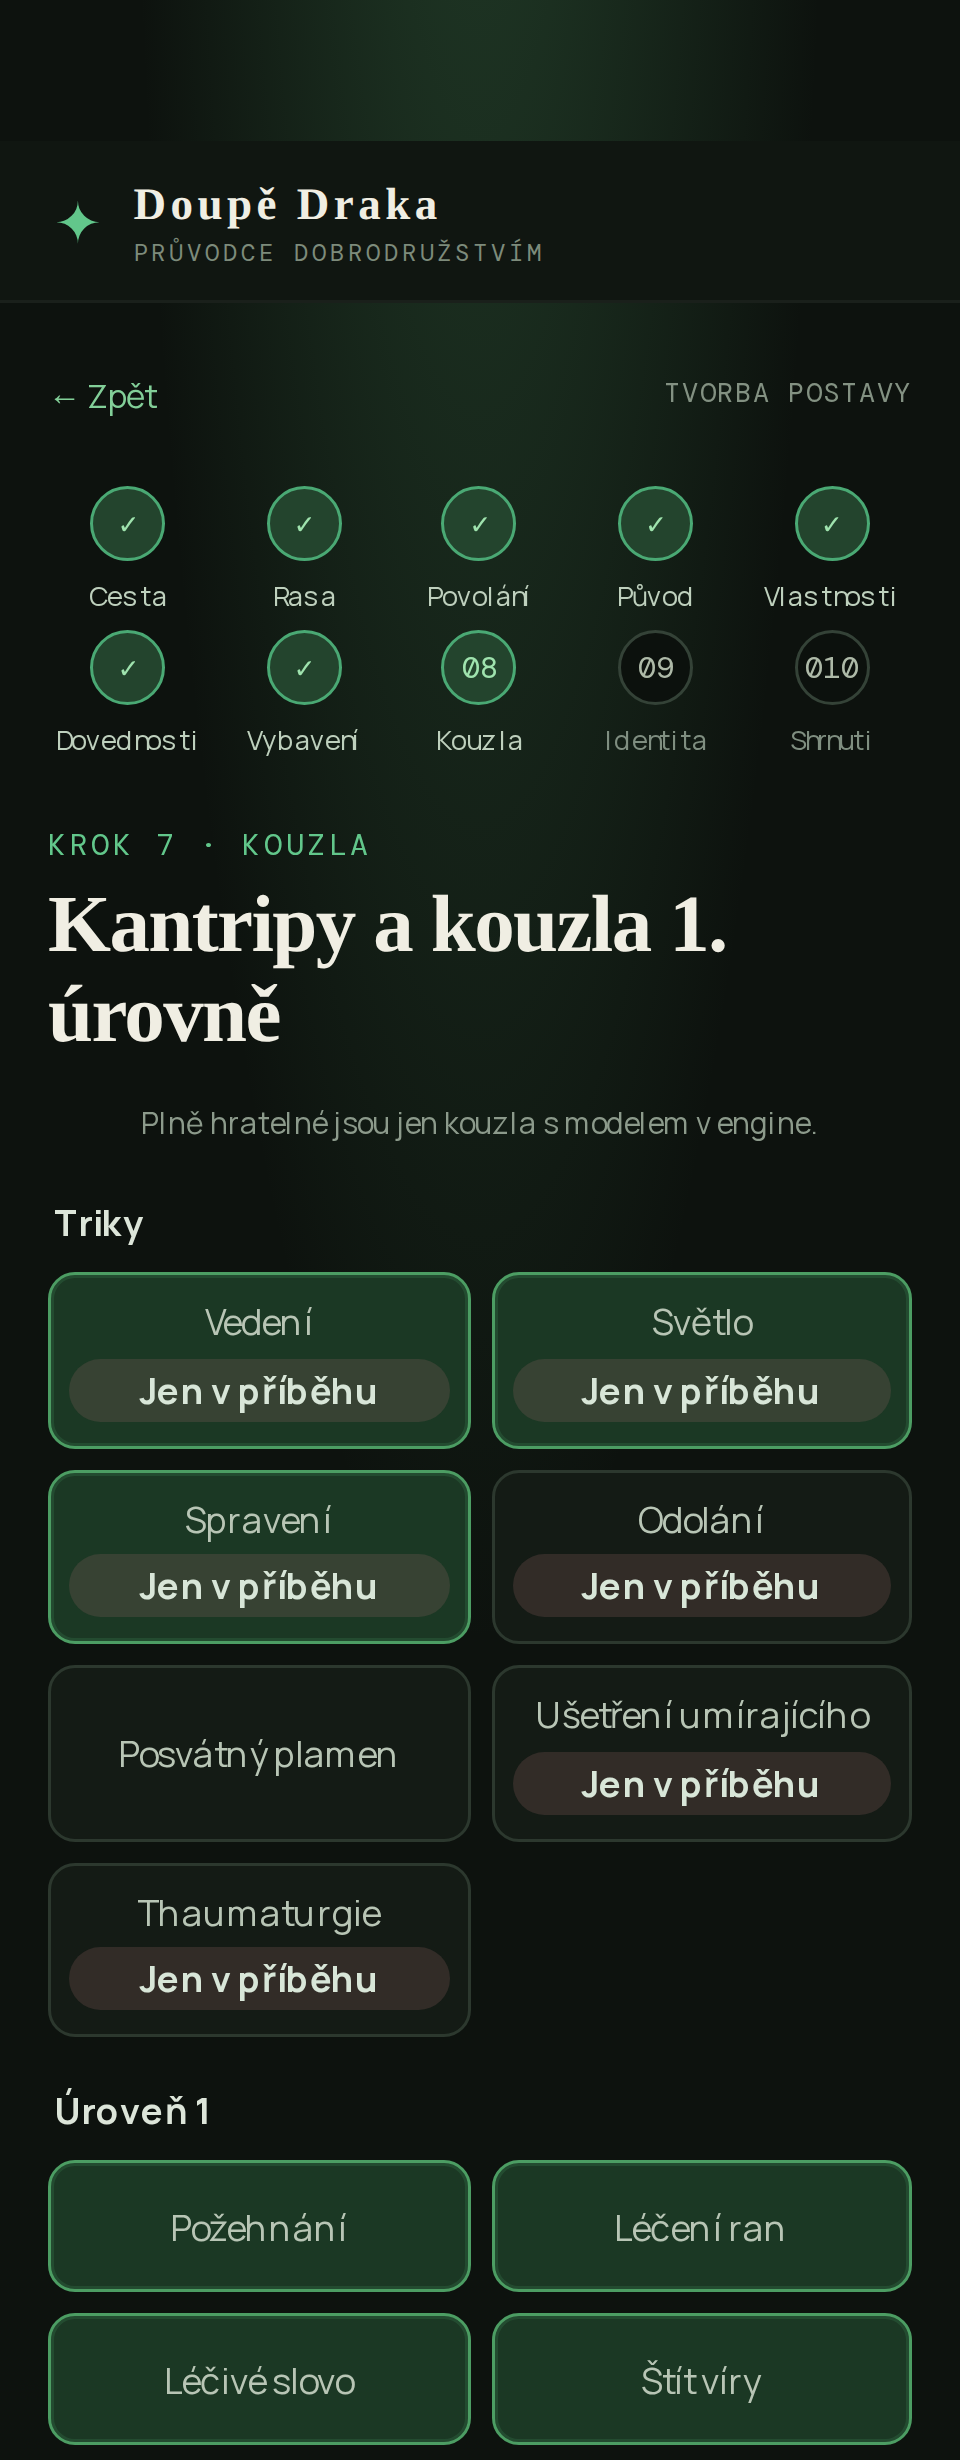 Doupě Draka
PRŮVODCE DOBRODRUŽSTVÍM
← Zpět
TVORBA POSTAVY
✓ ✓ ✓ ✓ ✓
Cesta Rasa Povolání Původ Vlastnosti
✓ ✓ 08 09 010
Dovednosti Vybavení Kouzla Identita Shrnuti
KROK 7 · KOUZLA
Kantripy a kouzla 1.
úrovně
Plně hratelné jsou jen kouzla s modelem v engine.
Triky
Vedení
Jen v příběhu
Světlo
Jen v příběhu
Spravení
Jen v příběhu
Odolání
Jen v příběhu
Posvátný plamen
Ušetření umírajícího
Jen v příběhu
Thaumaturgie
Jen v příběhu
Úroveň 1
Požehnání
Léčení ran
Léčivé slovo
Štít víry